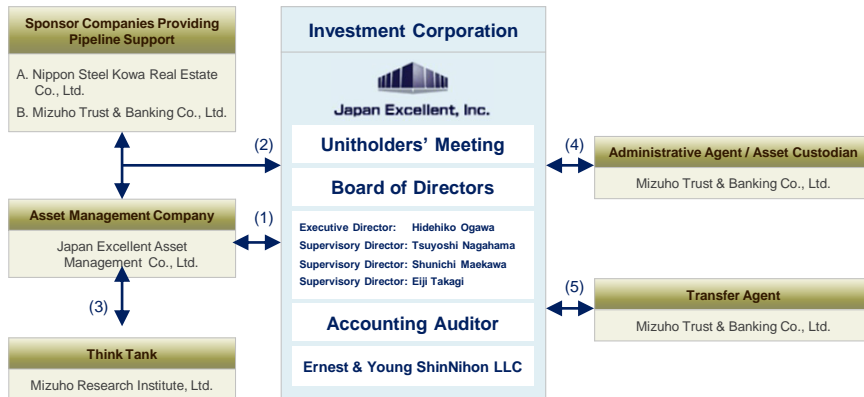 Sponsor Companies Providing
Pipeline Support
A. Nippon Steel Kowa Real Estate
Co., Ltd.
B. Mizuho Trust & Banking Co., Ltd.
(2)
Asset Management Company
Japan Excellent Asset
Management Co., Ltd.
(1)
(3)
Think Tank
Mizuho Research Institute, Ltd.
Investment Corporation
Japan Excellent, Inc.
Unitholders' Meeting
Board of Directors
Executive Director: Hidehiko Ogawa
Supervisory Director: Tsuyoshi Nagahama
Supervisory Director: Shunichi Maekawa
Supervisory Director: Eiji Takagi
Accounting Auditor
Ernest & Young ShinNihon LLC
(4)
Administrative Agent / Asset Custodian
Mizuho Trust & Banking Co., Ltd.
(5)
Transfer Agent
Mizuho Trust & Banking Co., Ltd.